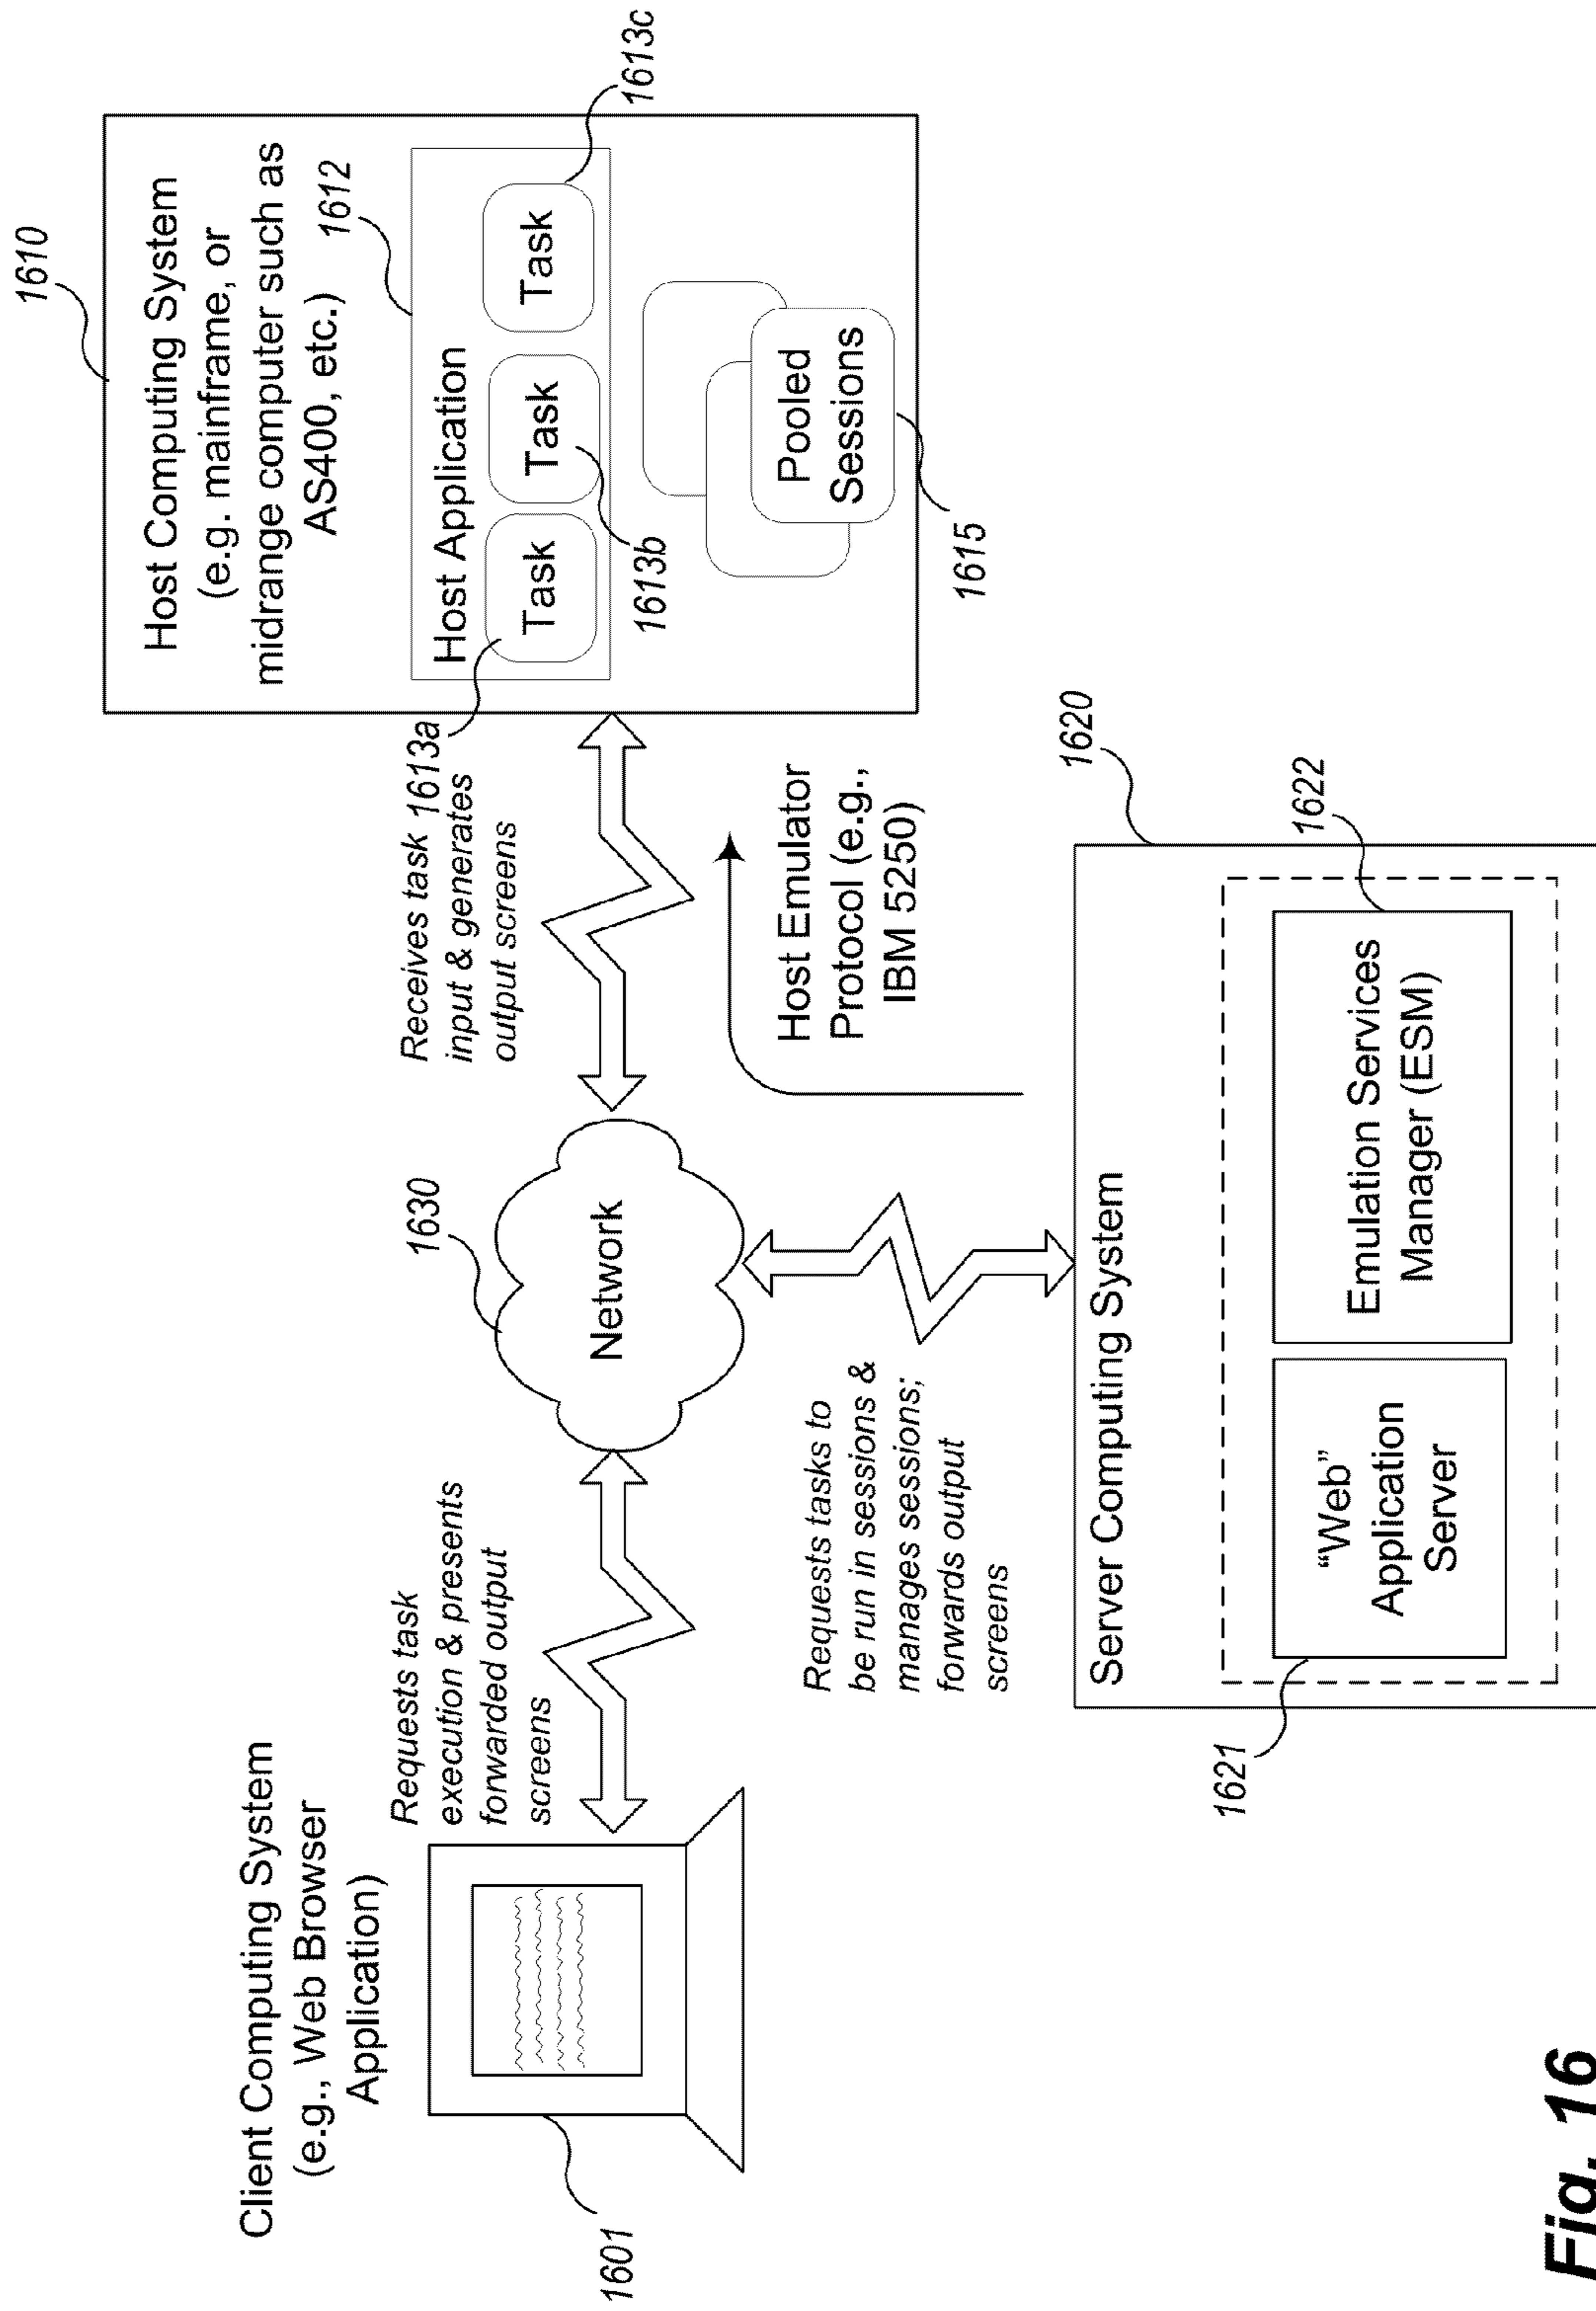 Client Computing System
(e.g., Web Browser
Application)
1601
Requests task
execution & presents
forwarded output
screens
1630
Network
Receives task
input & generates
output screens
1610
Host Computing System
(e.g. mainframe, or
midrange computer such as
AS400, etc.)
1612
Host Application
Task
Task
Task
1613a
1613b
1613c
Pooled
Sessions
1615
Host Emulator
Protocol (e.g.,
IBM 5250)
Requests tasks to
be run in sessions &
manages sessions;
forwards output
screens
1620
Server Computing System
1621
“Web”
Application
Server
1622
Emulation Services
Manager (ESM)
Fig. 16